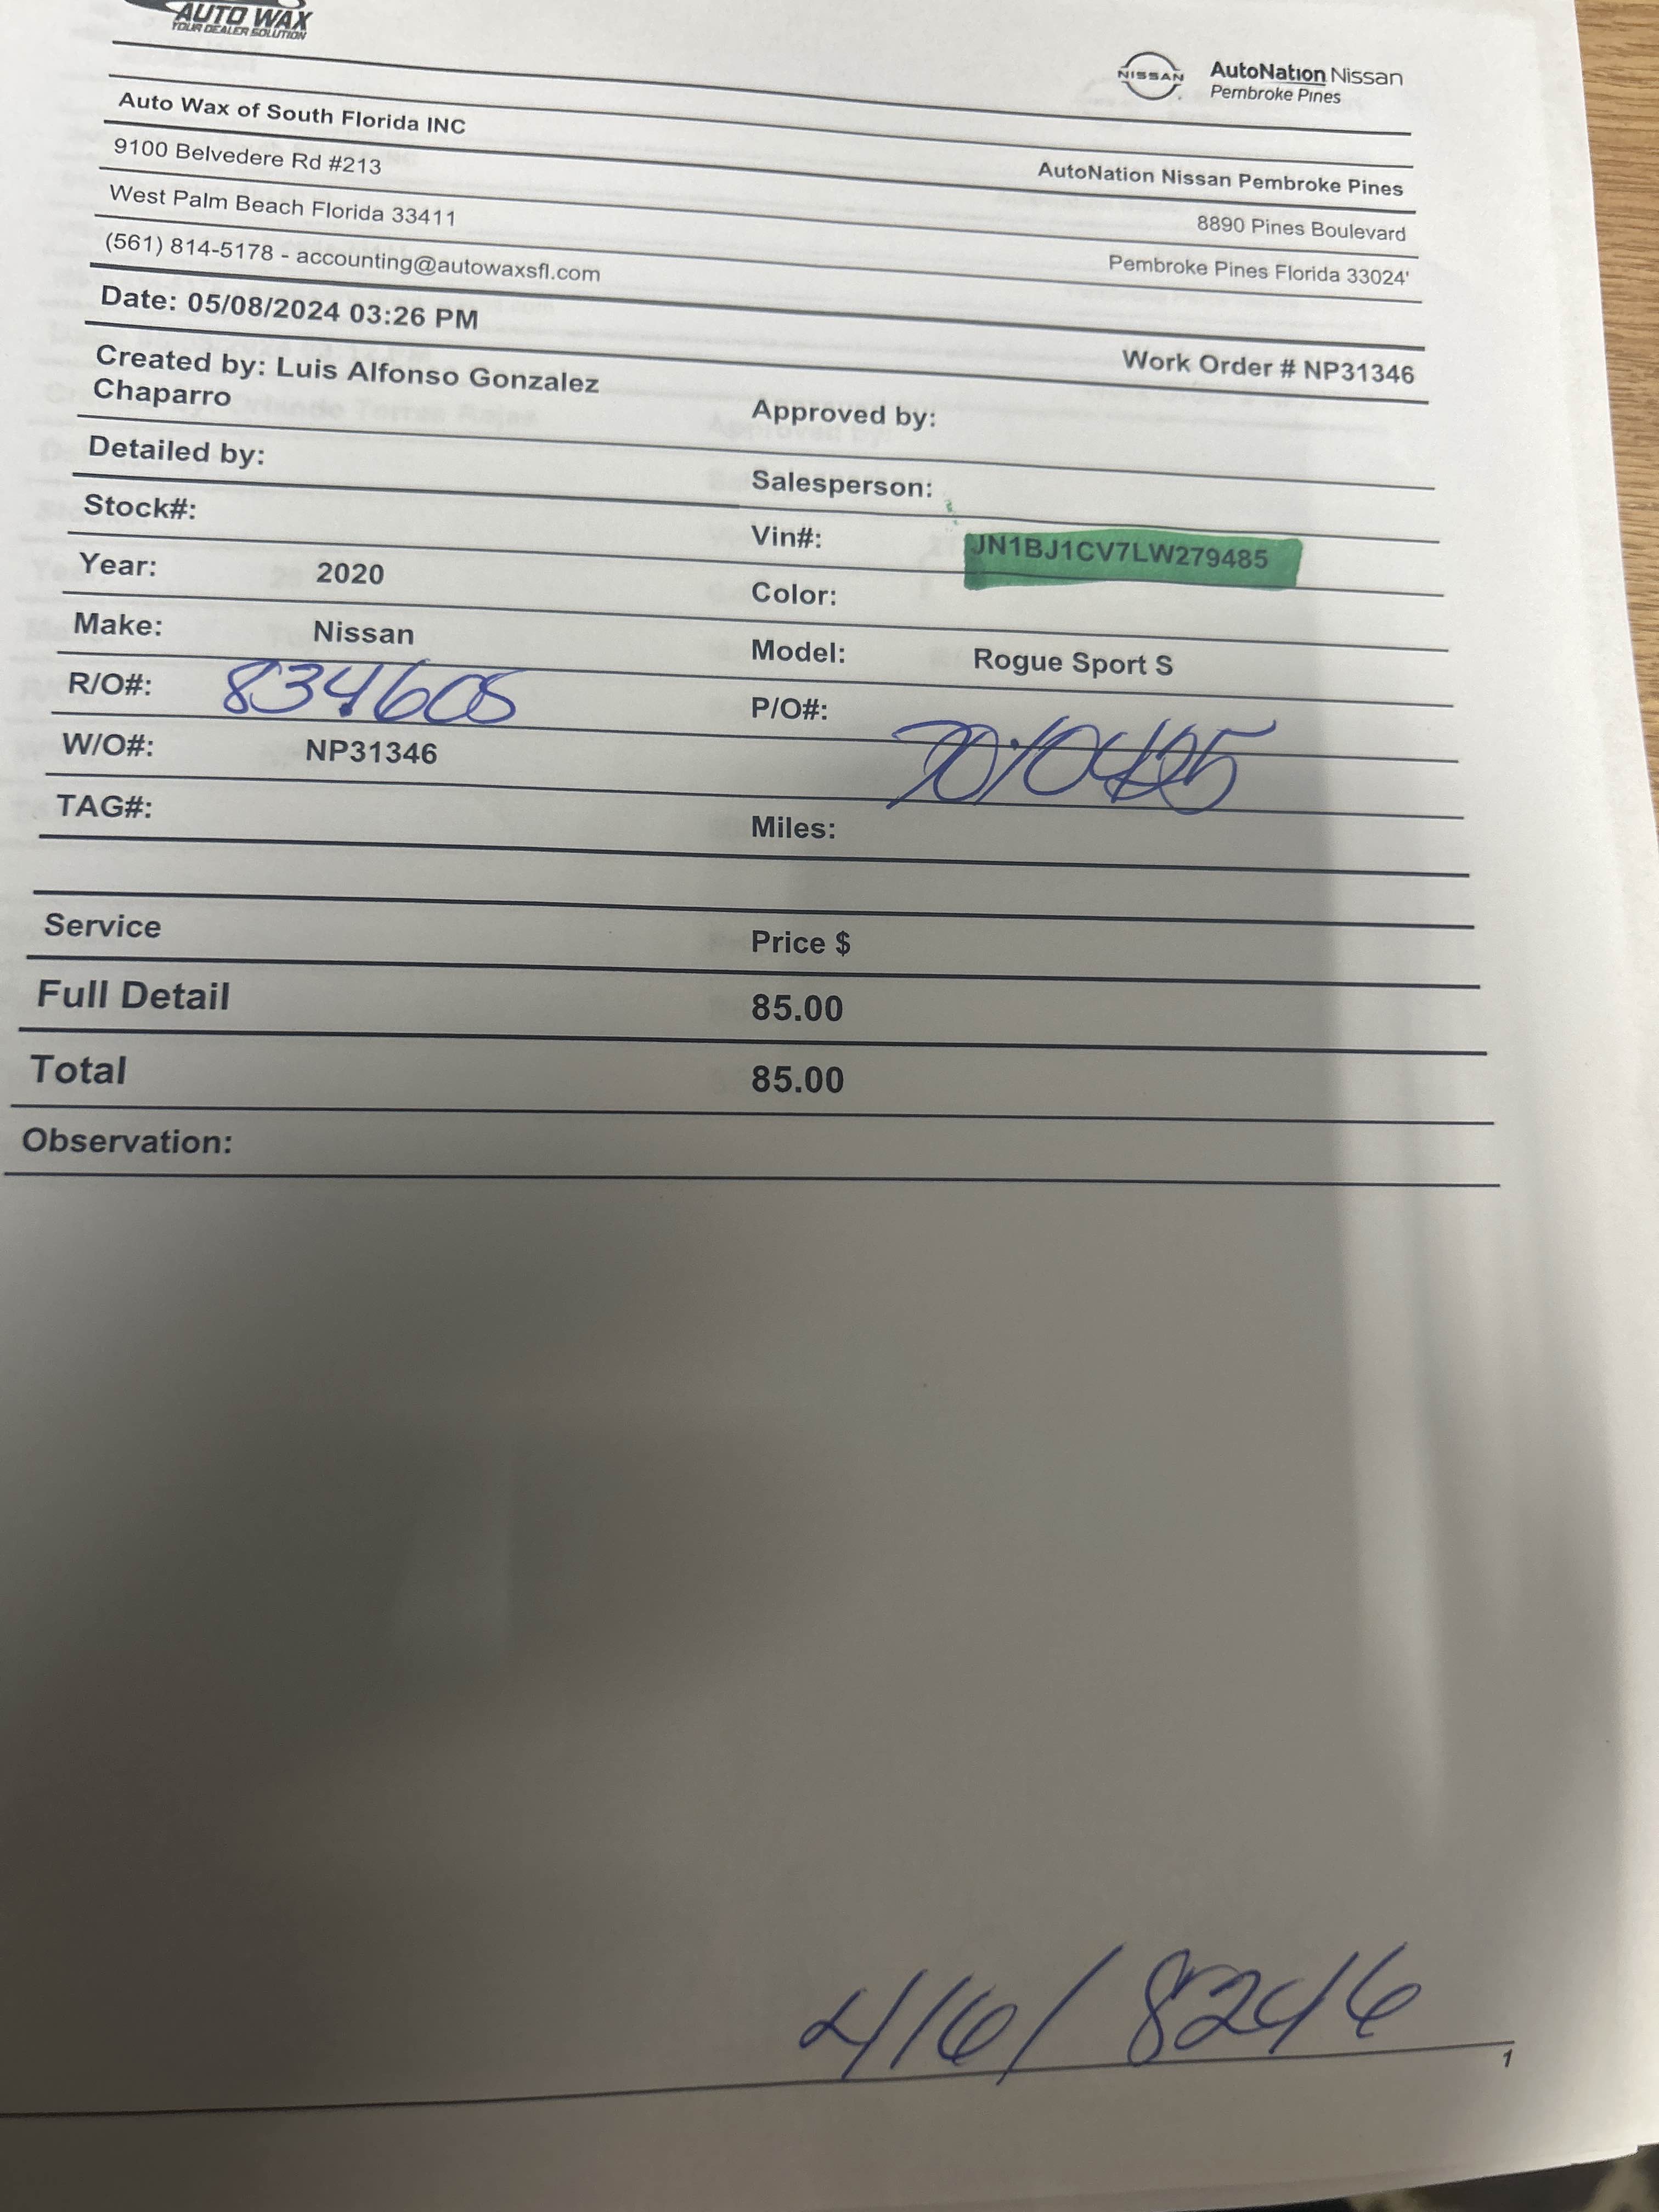 AUTO WAX
YOUR DEALER SOLUTION
NISSAN
AutoNation Nissan
Pembroke Pines
Auto Wax of South Florida INC
AutoNation Nissan Pembroke Pines
9100 Belvedere Rd #213
8890 Pines Boulevard
West Palm Beach Florida 33411
Pembroke Pines Florida 33024'
(561) 814-5178 - accounting@autowaxsfl.com
Date: 05/08/2024 03:26 PM
Work Order # NP31346
Created by: Luis Alfonso Gonzalez
Chaparro
Approved by:
Detailed by:
Salesperson:
Stock#:
Vin#: JN1BJ1CV7LW279485
Year: 2020
Color:
Make: Nissan
Model: Rogue Sport S
R/O#: 834605
P/O#:
W/O#: NP31346
TAG#:
Miles:
Service Price $
Full Detail 85.00
Total 85.00
Observation:
416/8246
1